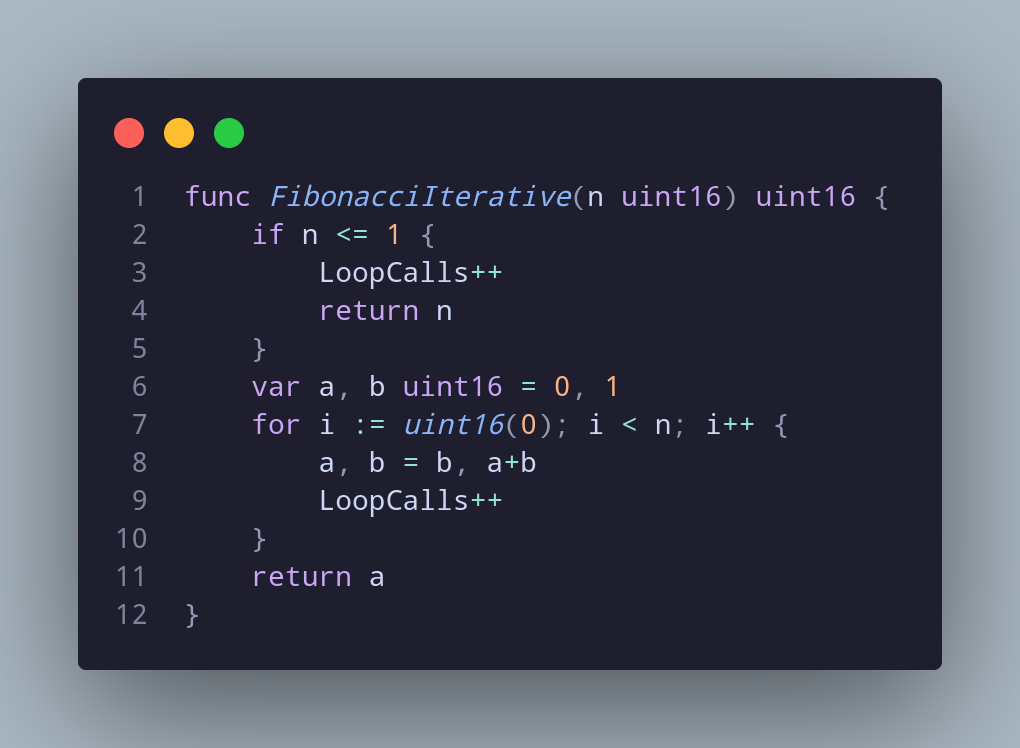 1 func FibonacciIterative(n uint16) uint16 {
2     if n <= 1 {
3         LoopCalls++
4         return n
5     }
6     var a, b uint16 = 0, 1
7     for i := uint16(0); i < n; i++ {
8         a, b = b, a+b
9         LoopCalls++
10     }
11     return a
12 }